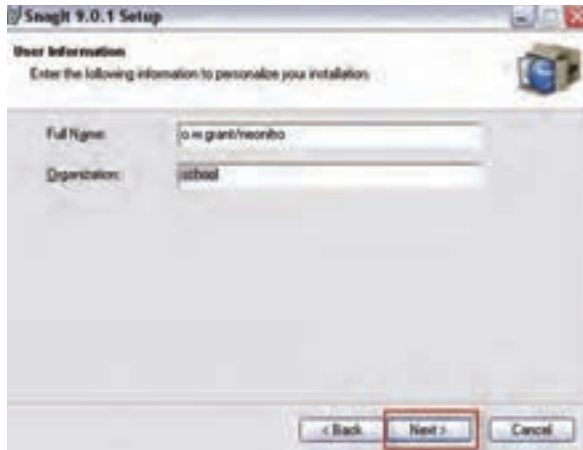 SnagIt 9.0.1 Setup
User Information
Enter the following information to personalize your installation.
Full Name:
Organization: school
< Back Next > Cancel